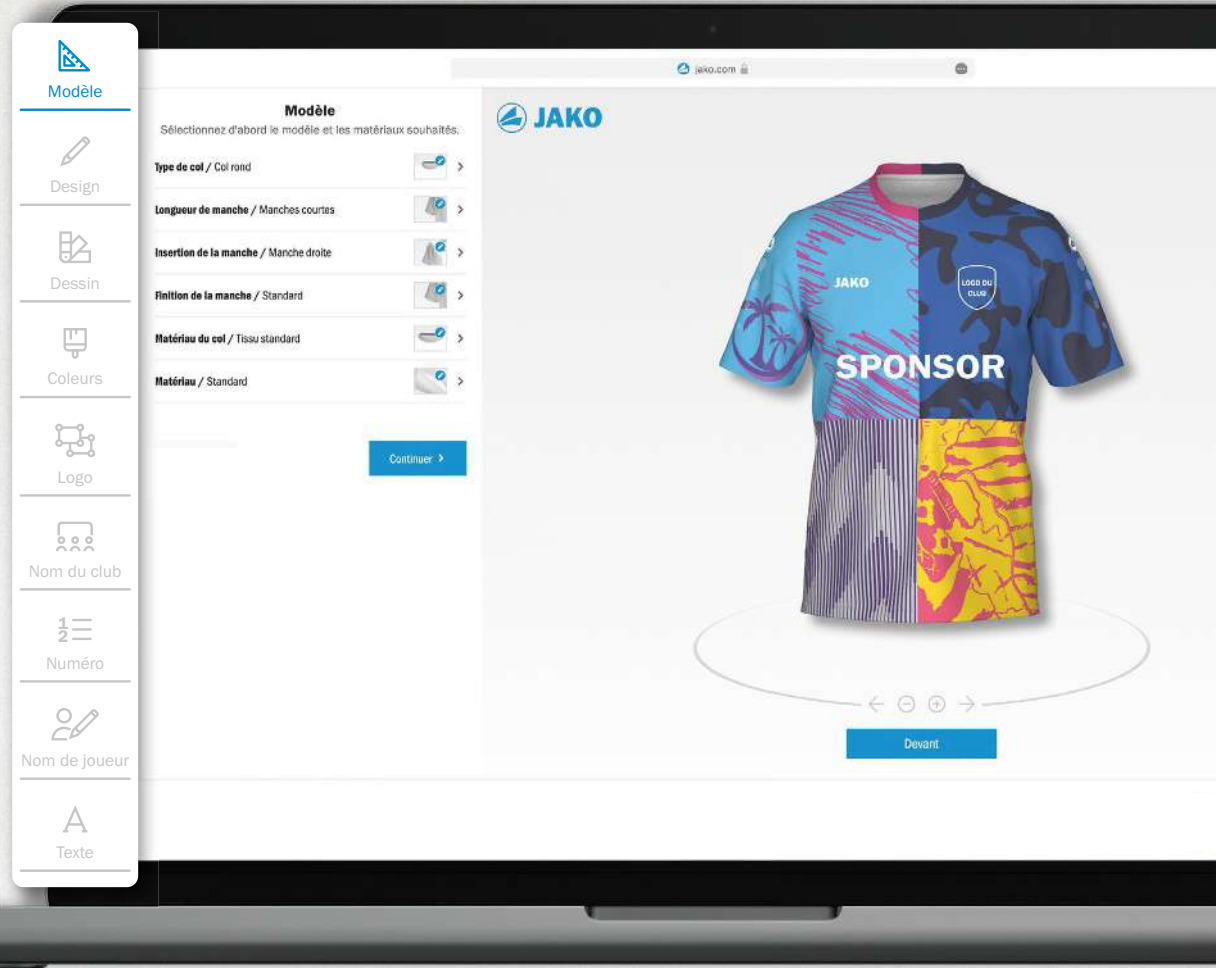 Modèle
Design
Dessin
Coleurs
Logo
Nom du club
1
2
Numéro
Nom de joueur
A
Texte
jako.com
Modèle
Sélectionnez d'abord le modèle et les matériaux souhaités.
Type de col / Col rond
Longueur de manche / Manches courtes
Insertion de la manche / Manche droite
Finition de la manche / Standard
Matériau du col / Tissu standard
Matériau / Standard
Continuer
JAKO
JAKO
LOGO DU
CLUB
SPONSOR
Devant